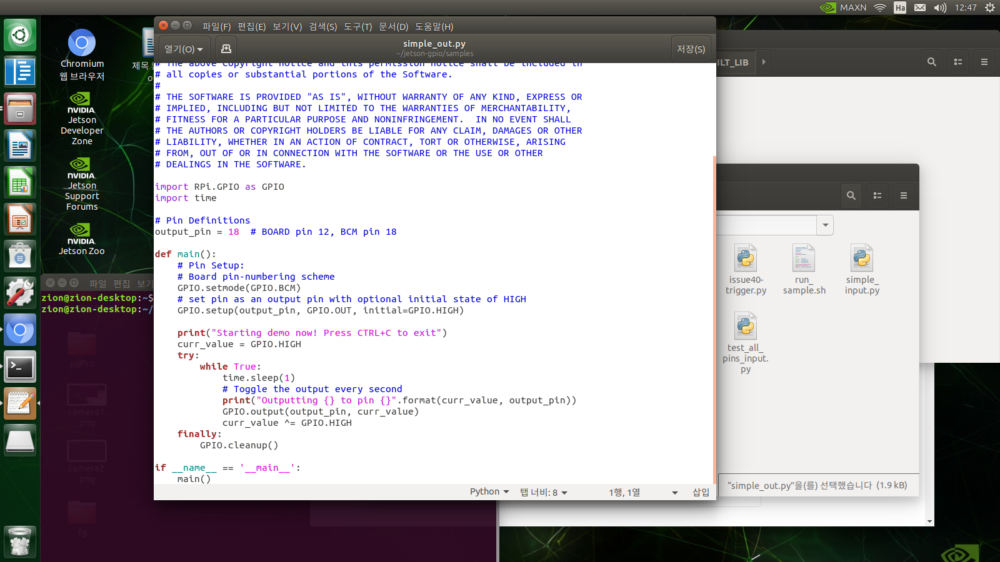 MAXN
Ha
12:47
Chromium
웹 브라우저
NVIDIA.
Jetson
Developer
Zone
NVIDIA.
Jetson
Support
Forums
NVIDIA.
Jetson Zoo
제목
파일(F) 편집(E) 보기(V) 검색(S) 도구(T) 문서(D) 도움말(H)
열기(O)
simple_out.py
~/jetson-gpio/samples
저장(S)
# The above copyright notice and this permission notice shall be included in
# all copies or substantial portions of the Software.
#
# THE SOFTWARE IS PROVIDED "AS IS", WITHOUT WARRANTY OF ANY KIND, EXPRESS OR
# IMPLIED, INCLUDING BUT NOT LIMITED TO THE WARRANTIES OF MERCHANTABILITY,
# FITNESS FOR A PARTICULAR PURPOSE AND NONINFRINGEMENT.  IN NO EVENT SHALL
# THE AUTHORS OR COPYRIGHT HOLDERS BE LIABLE FOR ANY CLAIM, DAMAGES OR OTHER
# LIABILITY, WHETHER IN AN ACTION OF CONTRACT, TORT OR OTHERWISE, ARISING
# FROM, OUT OF OR IN CONNECTION WITH THE SOFTWARE OR THE USE OR OTHER
# DEALINGS IN THE SOFTWARE.
import RPi.GPIO as GPIO
import time
# Pin Definitions
output_pin = 18  # BOARD pin 12, BCM pin 18
def main():
    # Pin Setup:
    # Board pin-numbering scheme
    GPIO.setmode(GPIO.BCM)
    # set pin as an output pin with optional initial state of HIGH
    GPIO.setup(output_pin, GPIO.OUT, initial=GPIO.HIGH)
    print("Starting demo now! Press CTRL+C to exit")
    curr_value = GPIO.HIGH
    try:
        while True:
            time.sleep(1)
            # Toggle the output every second
            print("Outputting {} to pin {}".format(curr_value, output_pin))
            GPIO.output(output_pin, curr_value)
            curr_value ^= GPIO.HIGH
    finally:
        GPIO.cleanup()
if __name__ == '__main__':
    main()
Python 탭 너비: 8 1행, 1열 삽입
파일 편집 보기
zion@zion-desktop:~$
zion@zion-desktop:~/
pyPro
camera1.
png
camera2.
png
fg
ILT_LIB
issue40-
trigger.py
run_
sample.sh
simple_
input.py
test_all_
pins_input.
py
“simple_out.py”을(를) 선택했습니다 (1.9 kB)